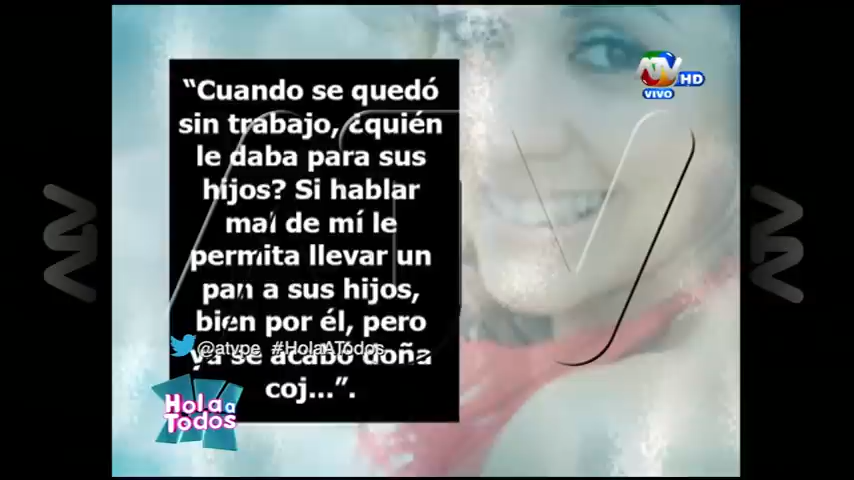 “Cuando se quedó
sin trabajo, ¿quién
le daba para sus
hijos? Si hablar
mal de mí le
permita llevar un
pan a sus hijos,
bien por él, pero
ya se acabó doña
coj...”.
@atvpe #HolaATodos
Hola a
Todos
ATV HD
VIVO
ATV
ATV